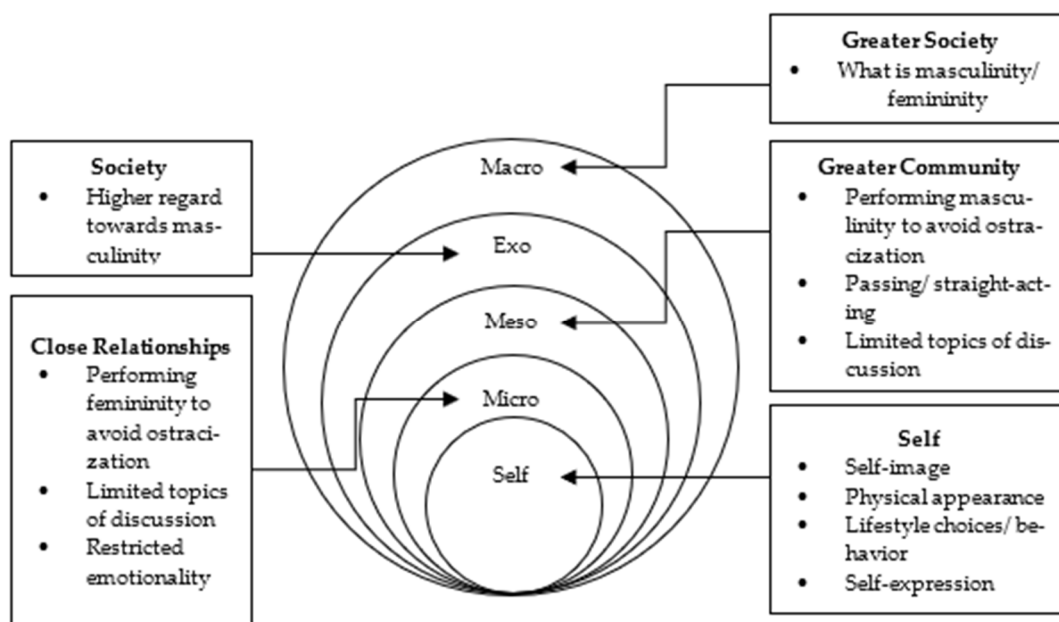 Greater Society
• What is masculinity/
femininity
Society
• Higher regard
towards mas-
culinity
Greater Community
• Performing mascu-
linity to avoid ostra-
cization
• Passing/ straight-act-
ing
• Limited topics of dis-
cussion
Close Relationships
• Performing
femininity to
avoid ostraci-
zation
• Limited topics
of discussion
• Restricted
emotionality
Self
• Self-image
• Physical appearance
• Lifestyle choices/ be-
havior
• Self-expression
Macro
Exo
Meso
Micro
Self